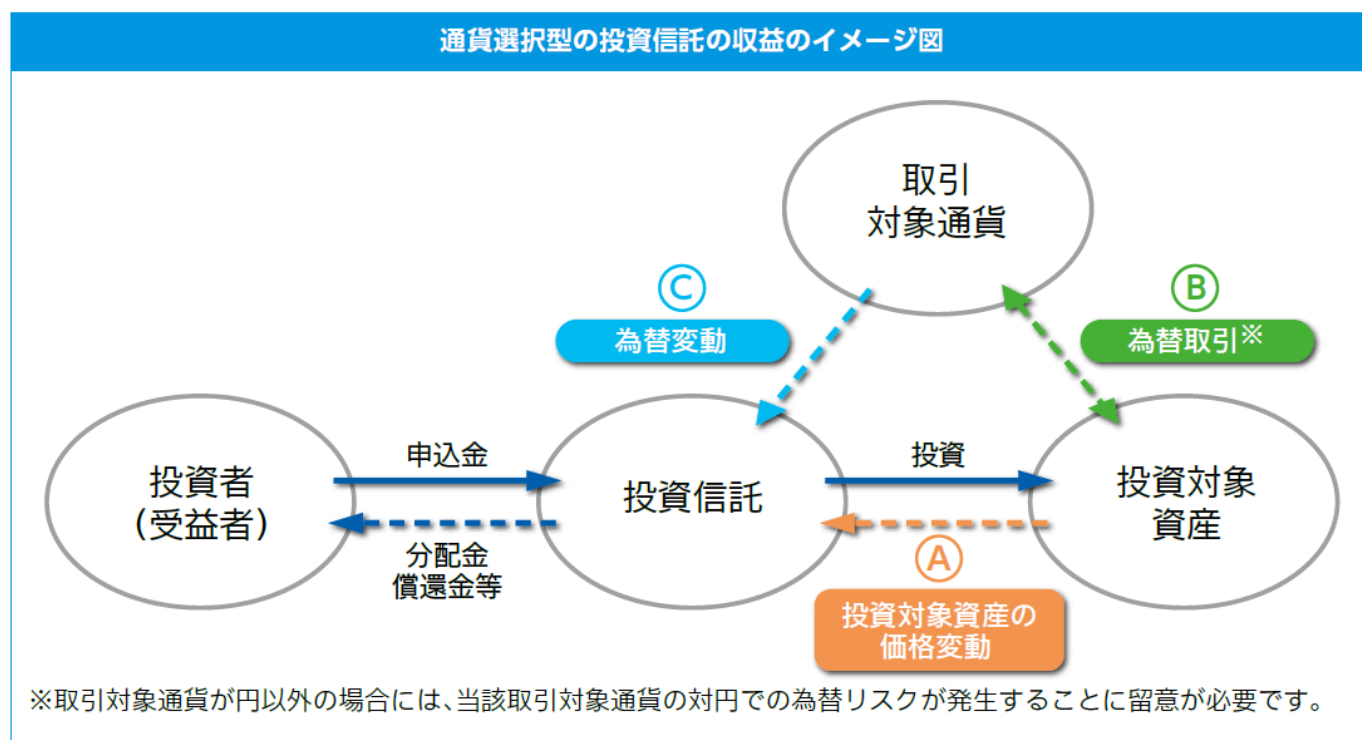 通貨選択型の投資信託の収益のイメージ図
取引
対象通貨
Ⓒ
為替変動
Ⓑ
為替取引※
投資者
(受益者)
申込金
分配金
償還金等
投資信託
投資
Ⓐ
投資対象資産の
価格変動
投資対象
資産
※取引対象通貨が円以外の場合には、当該取引対象通貨の対円での為替リスクが発生することに留意が必要です。